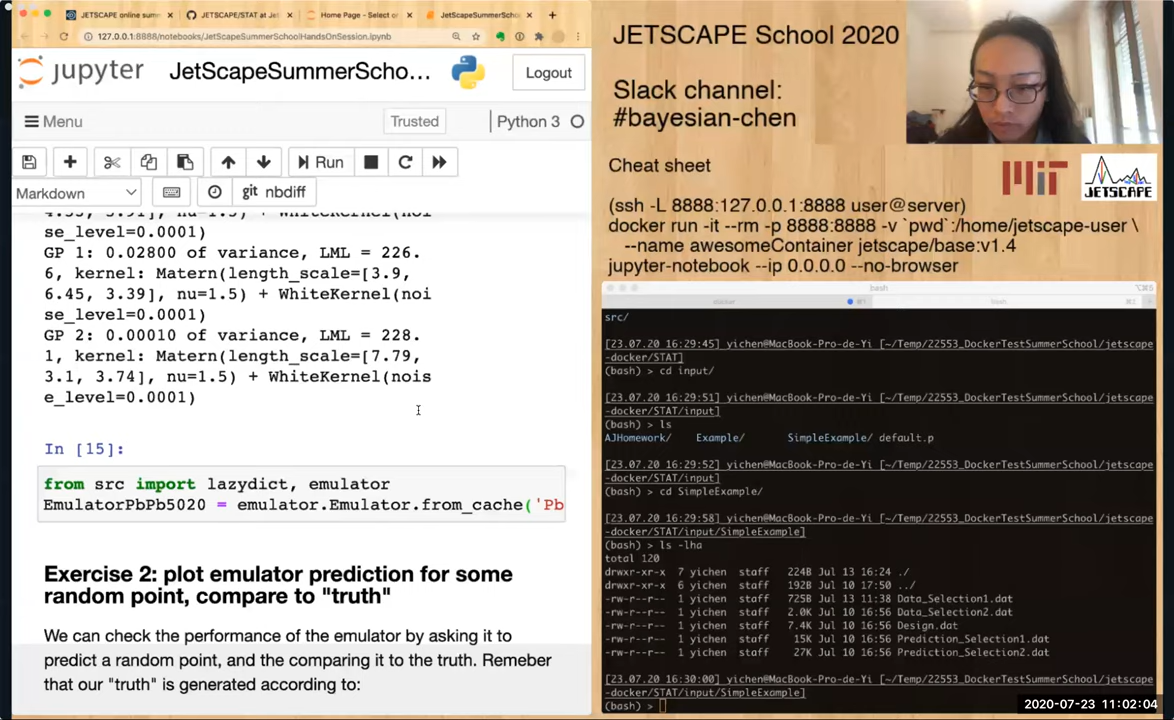 JETSCAPE online sum
JETSCAPE/STAT at Je
Home Page - Select or
JetScapeSummerScho
127.0.0.1:8888/notebooks/JetScapeSummerSchool/HandsOnSession.ipynb
jupyter
JetScapeSummerScho...
Logout
Menu
Trusted
Python 3
Run
Markdown
git nbdiff
se_level=0.0001)
GP 1: 0.02800 of variance, LML = 226.
6, kernel: Matern(length_scale=[3.9,
6.45, 3.39], nu=1.5) + WhiteKernel(noi
se_level=0.0001)
GP 2: 0.00010 of variance, LML = 228.
1, kernel: Matern(length_scale=[7.79,
3.1, 3.74], nu=1.5) + WhiteKernel(nois
e_level=0.0001)
In [15]:
from src import lazydict, emulator
EmulatorPbPb5020 = emulator.Emulator.from_cache('Pb
Exercise 2: plot emulator prediction for some
random point, compare to "truth"
We can check the performance of the emulator by asking it to
predict a random point, and the comparing it to the truth. Remeber
that our "truth" is generated according to:
JETSCAPE School 2020
Slack channel:
#bayesian-chen
Cheat sheet
MIT
JETSCAPE
(ssh -L 8888:127.0.0.1:8888 user@server)
docker run -it --rm -p 8888:8888 -v `pwd`:/home/jetscape-user \
--name awesomeContainer jetscape/base:v1.4
jupyter-notebook --ip 0.0.0.0 --no-browser
bash
src/
[23.07.20 16:29:45] yichen@MacBook-Pro-de-Yi [~/Temp/22553_DockerTestSummerSchool/jetscape
-docker/STAT]
(bash) > cd input/
[23.07.20 16:29:51] yichen@MacBook-Pro-de-Yi [~/Temp/22553_DockerTestSummerSchool/jetscape
-docker/STAT/input]
(bash) > ls
AJHomework/ Example/ SimpleExample/ default.p
[23.07.20 16:29:52] yichen@MacBook-Pro-de-Yi [~/Temp/22553_DockerTestSummerSchool/jetscape
-docker/STAT/input]
(bash) > cd SimpleExample/
[23.07.20 16:29:58] yichen@MacBook-Pro-de-Yi [~/Temp/22553_DockerTestSummerSchool/jetscape
-docker/STAT/input/SimpleExample]
(bash) > ls -lha
total 120
drwxr-xr-x 7 yichen staff 224B Jul 13 16:24 ./
drwxr-xr-x 6 yichen staff 192B Jul 10 17:50 ../
-rw-r--r-- 1 yichen staff 725B Jul 13 11:38 Data_Selection1.dat
-rw-r--r-- 1 yichen staff 2.0K Jul 10 16:56 Data_Selection2.dat
-rw-r--r-- 1 yichen staff 7.4K Jul 10 16:56 Design.dat
-rw-r--r-- 1 yichen staff 15K Jul 10 16:56 Prediction_Selection1.dat
-rw-r--r-- 1 yichen staff 27K Jul 10 16:56 Prediction_Selection2.dat
[23.07.20 16:30:00] yichen@MacBook-Pro-de-Yi [~/Temp/22553_DockerTestSummerSchool/jetscape
-docker/STAT/input/SimpleExample]
(bash) >
2020-07-23 11:02:04